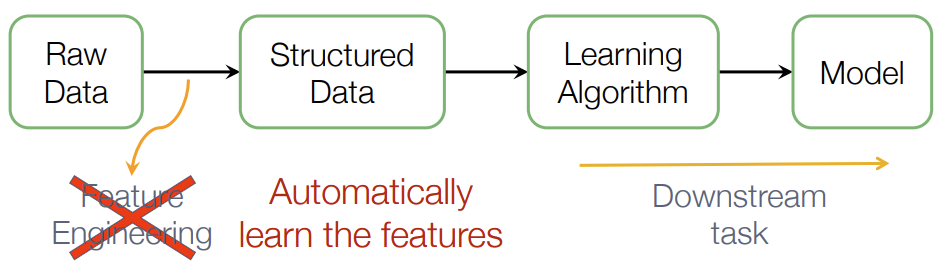 Raw
Data
Structured
Data
Learning
Algorithm
Model
Feature
Engineering
Automatically
learn the features
Downstream
task